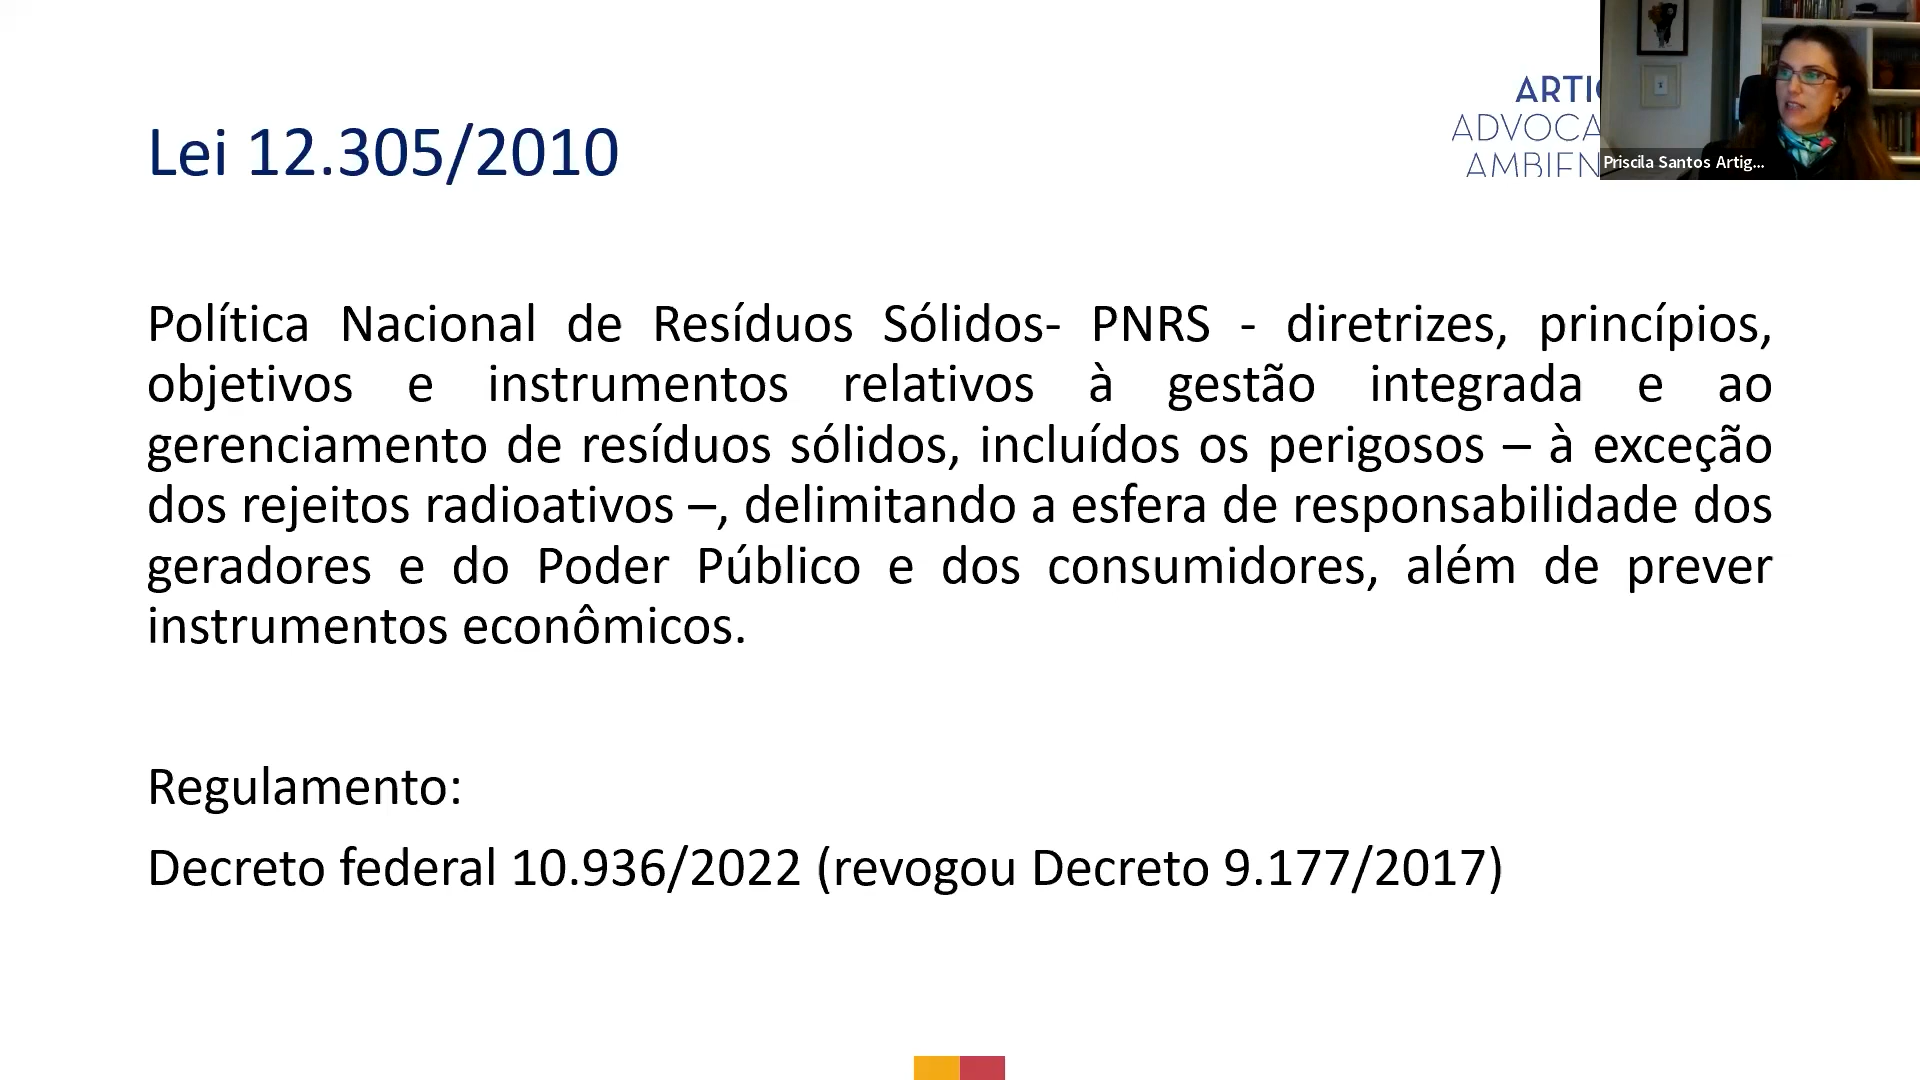 Lei 12.305/2010
ARTIG
ADVOCA
AMBIEN
Priscila Santos Artig...
Política Nacional de Resíduos Sólidos- PNRS - diretrizes, princípios,
objetivos e instrumentos relativos à gestão integrada e ao
gerenciamento de resíduos sólidos, incluídos os perigosos – à exceção
dos rejeitos radioativos –, delimitando a esfera de responsabilidade dos
geradores e do Poder Público e dos consumidores, além de prever
instrumentos econômicos.
Regulamento:
Decreto federal 10.936/2022 (revogou Decreto 9.177/2017)